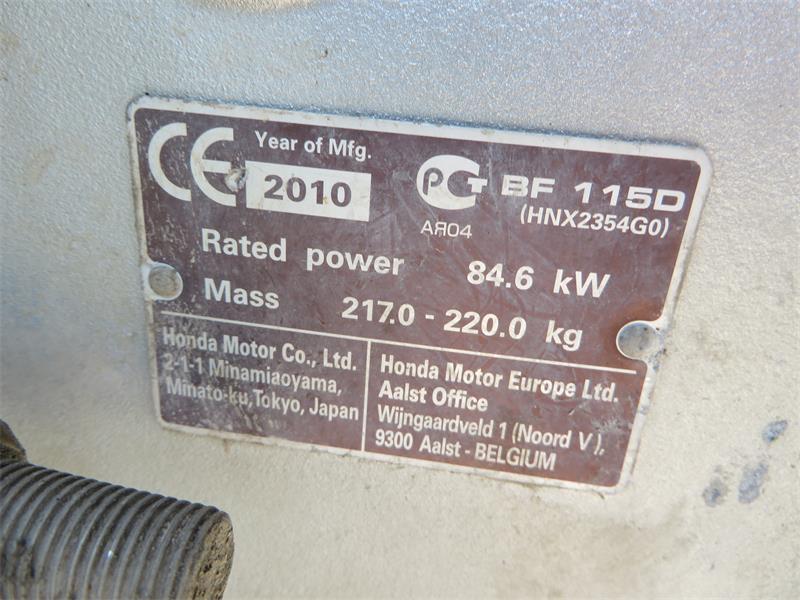 CE Year of Mfg.
2010
PCT BF 115D
АЯ04 (HNX2354G0)
Rated power 84.6 kW
Mass 217.0 - 220.0 kg
Honda Motor Co., Ltd.
2-1-1 Minamiaoyama,
Minato-ku, Tokyo, Japan
Honda Motor Europe Ltd.
Aalst Office
Wijngaardveld 1 (Noord V),
9300 Aalst - BELGIUM